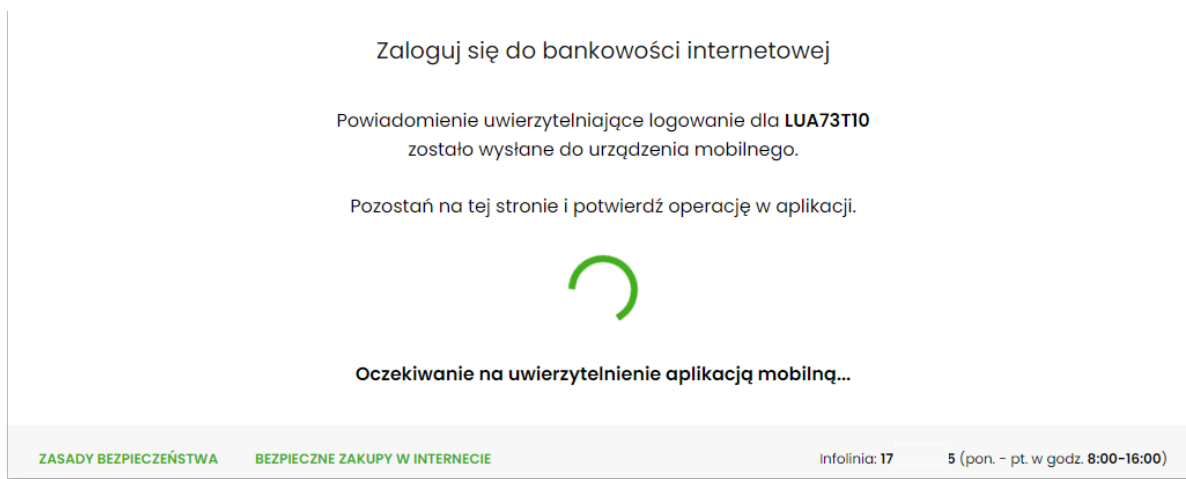 Zaloguj się do bankowości internetowej
Powiadomienie uwierzytelniające logowanie dla LUA73T10
zostało wysłane do urządzenia mobilnego.
Pozostań na tej stronie i potwierdź operację w aplikacji.
Oczekiwanie na uwierzytelnienie aplikacją mobilną...
ZASADY BEZPIECZEŃSTWA BEZPIECZNE ZAKUPY W INTERNECIE Infolinia: 17 5 (pon. - pt. w godz. 8:00-16:00)